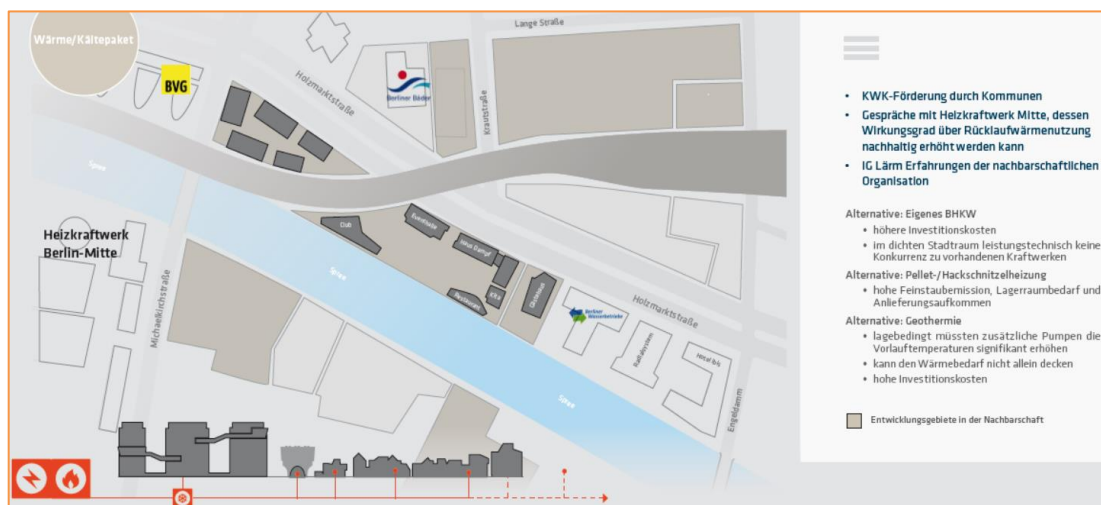 Wärme/Kältepaket
BVG
Lange Straße
Holzmarktstraße
Berliner Bäder
Krautstraße
Spree
Heizkraftwerk
Berlin-Mitte
Michaelkirchstraße
Club
Eventhalle
Haus Dampf
Restaurant
Kita
Spree
Berliner
Wasserbetriebe
Holzmarktstraße
Radialsystem
Engeldamm
Spree
• KWK-Förderung durch Kommunen
• Gespräche mit Heizkraftwerk Mitte, dessen
Wirkungsgrad über Rücklaufwärmenutzung
nachhaltig erhöht werden kann
• IG Lärm Erfahrungen der nachbarschaftlichen
Organisation
Alternative: Eigenes BHKW
• höhere Investitionskosten
• im dichten Stadtraum leistungstechnisch keine
Konkurrenz zu vorhandenen Kraftwerken
Alternative: Pellet-/Hackschnitzelheizung
• hohe Feinstaubemission, Lagerraumbedarf und
Anlieferungsaufkommen
Alternative: Geothermie
• lagebedingt müssten zusätzliche Pumpen die
Vorlauftemperaturen signifikant erhöhen
• kann den Wärmebedarf nicht allein decken
• hohe Investitionskosten
Entwicklungsgebiete in der Nachbarschaft